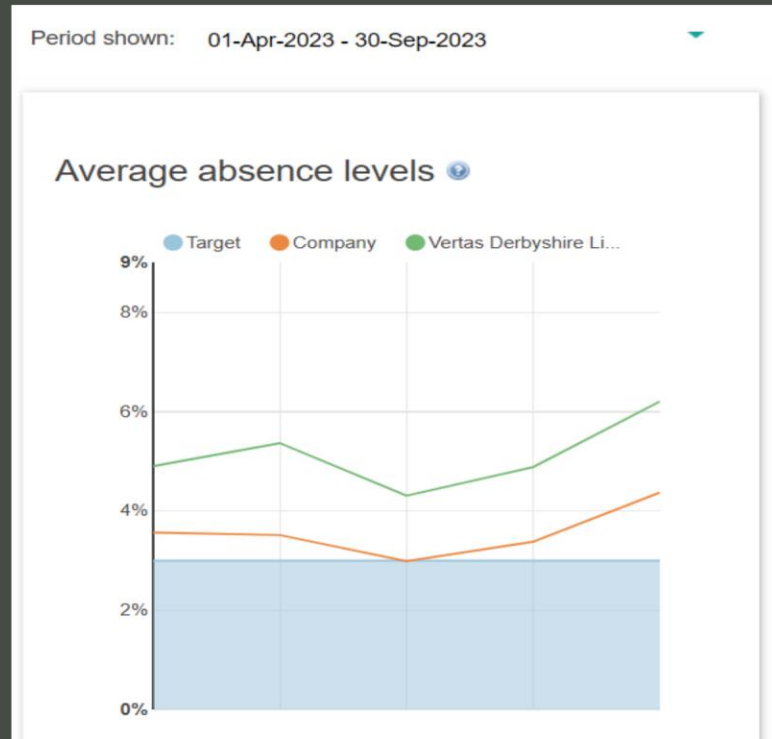 Period shown: 01-Apr-2023 - 30-Sep-2023
Average absence levels
Target Company Vertas Derbyshire Li...
9%
8%
6%
4%
2%
0%